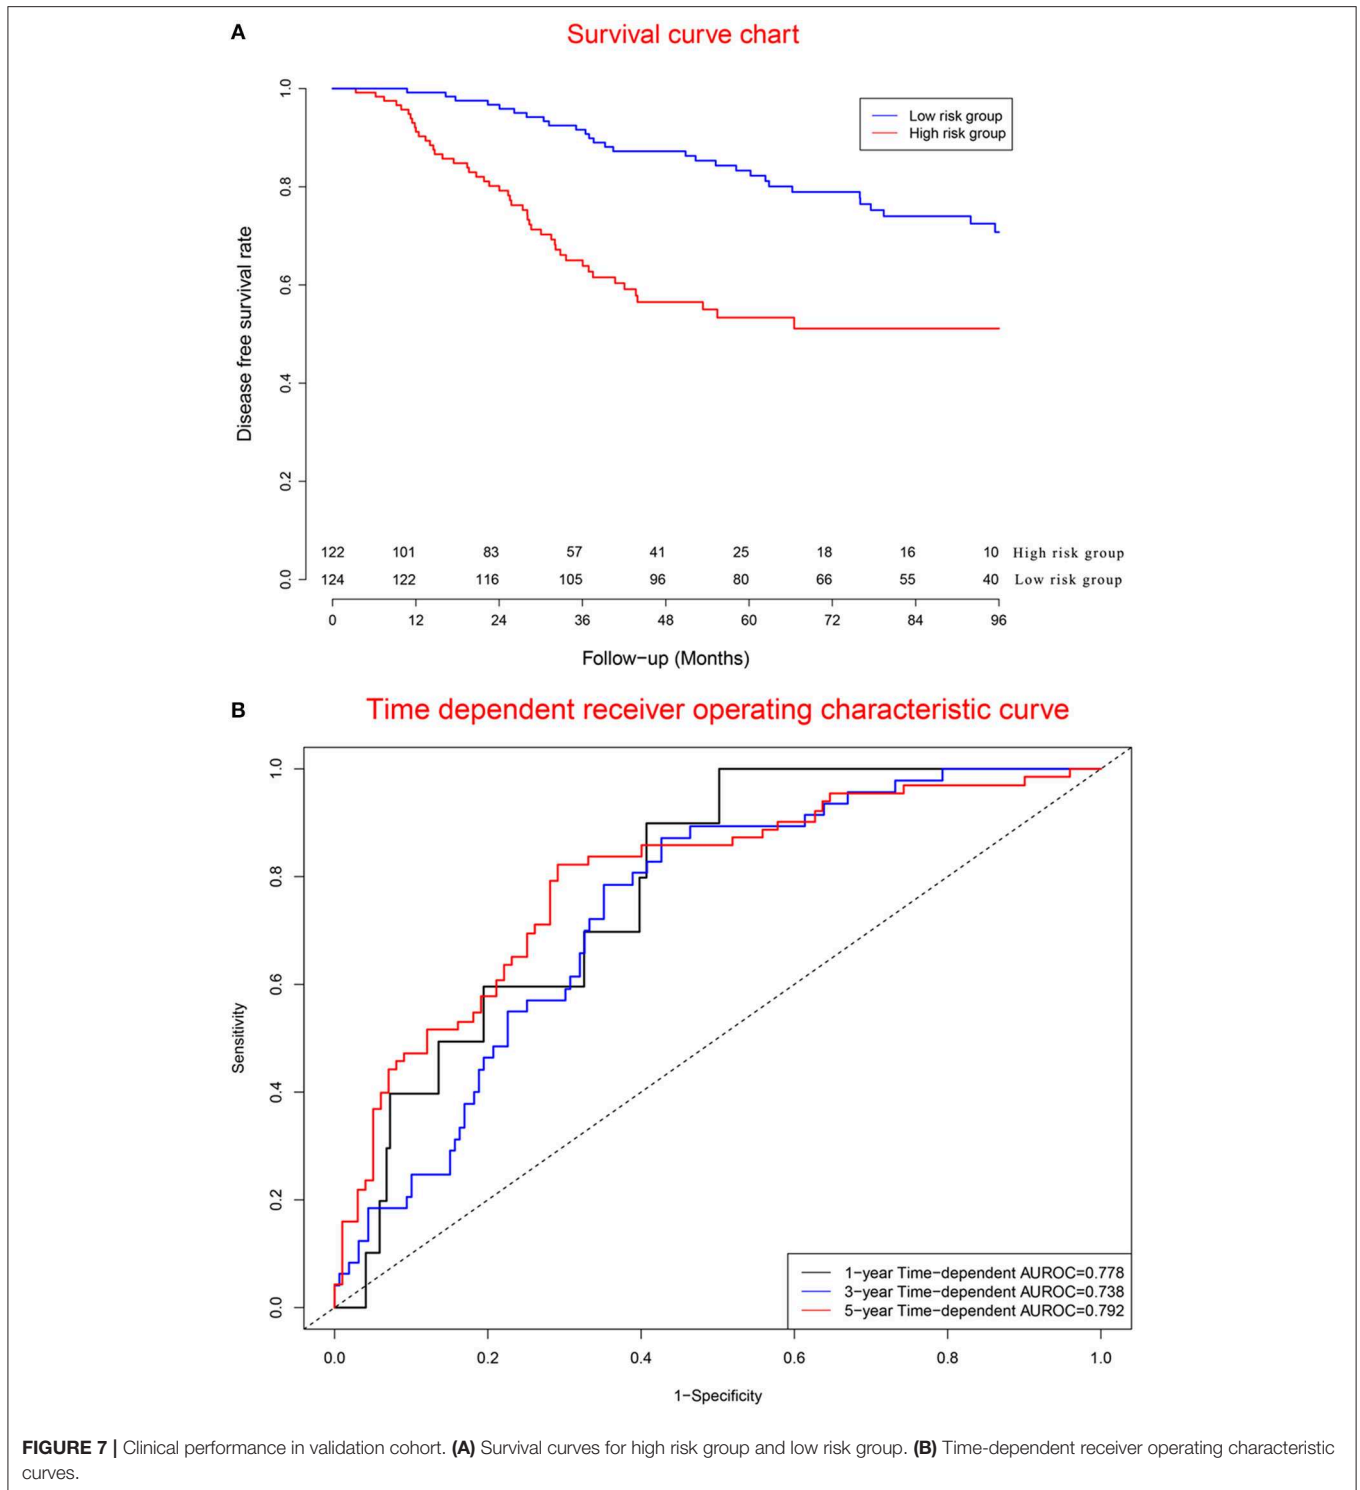 A
Survival curve chart
1.0
0.8
0.6
0.4
0.2
0.0
Disease free survival rate
Low risk group
High risk group
122 101 83 57 41 25 18 16 10 High risk group
124 122 116 105 96 80 66 55 40 Low risk group
0 12 24 36 48 60 72 84 96
Follow−up (Months)
B
Time dependent receiver operating characteristic curve
1.0
0.8
0.6
0.4
0.2
0.0
Sensitivity
1−year Time−dependent AUROC=0.778
3−year Time−dependent AUROC=0.738
5−year Time−dependent AUROC=0.792
0.0 0.2 0.4 0.6 0.8 1.0
1−Specificity
FIGURE 7 | Clinical performance in validation cohort. (A) Survival curves for high risk group and low risk group. (B) Time-dependent receiver operating characteristic
curves.